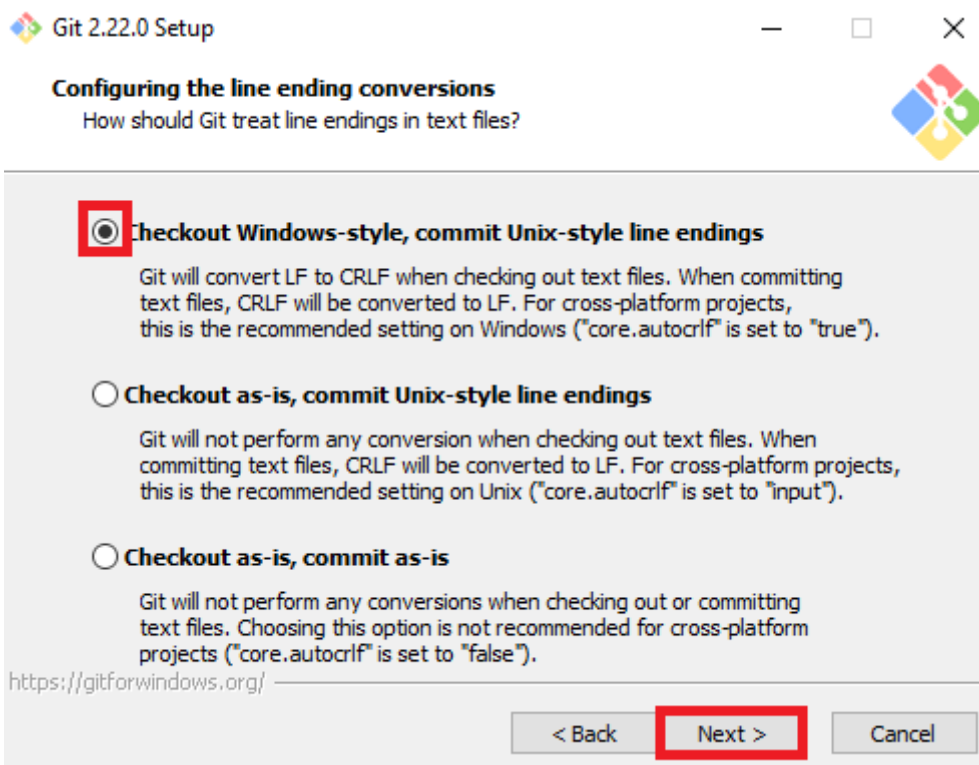 Git 2.22.0 Setup
Configuring the line ending conversions
How should Git treat line endings in text files?
Checkout Windows-style, commit Unix-style line endings
Git will convert LF to CRLF when checking out text files. When committing
text files, CRLF will be converted to LF. For cross-platform projects,
this is the recommended setting on Windows ("core.autocrlf" is set to "true").
Checkout as-is, commit Unix-style line endings
Git will not perform any conversion when checking out text files. When
committing text files, CRLF will be converted to LF. For cross-platform projects,
this is the recommended setting on Unix ("core.autocrlf" is set to "input").
Checkout as-is, commit as-is
Git will not perform any conversions when checking out or committing
text files. Choosing this option is not recommended for cross-platform
projects ("core.autocrlf" is set to "false").
https://gitforwindows.org/
< Back Next > Cancel